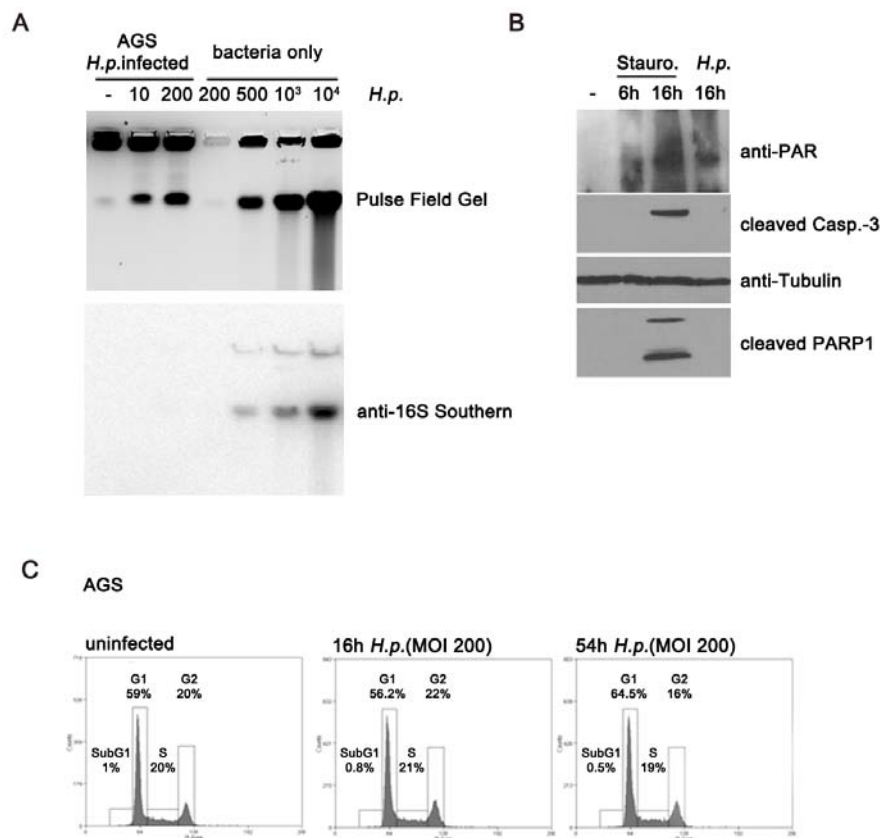 A
AGS
H.p.infected
bacteria only
- 10 200 200 500 10³ 10⁴ H.p.
Pulse Field Gel
anti-16S Southern
B
Stauro. H.p.
- 6h 16h 16h
anti-PAR
cleaved Casp.-3
anti-Tubulin
cleaved PARP1
C
AGS
uninfected
G1
59%
G2
20%
SubG1
1%
S
20%
Counts
16h H.p.(MOI 200)
G1
56.2%
G2
22%
SubG1
0.8%
S
21%
Counts
54h H.p.(MOI 200)
G1
64.5%
G2
16%
SubG1
0.5%
S
19%
Counts